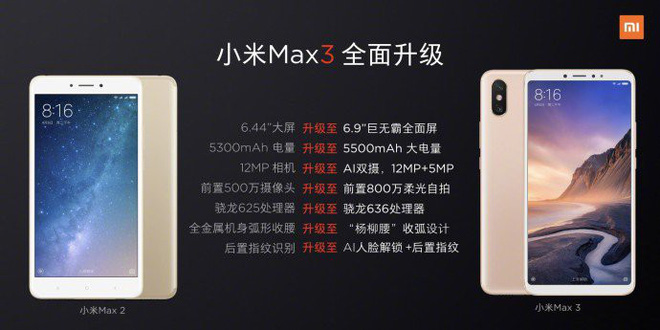 MI
小米Max3 全面升级
8:16
8:16
6.44"大屏 升级至 6.9"巨无霸全面屏
5300mAh 电量 升级至 5500mAh 大电量
12MP 相机 升级至 AI双摄，12MP+5MP
前置500万摄像头 升级至 前置800万柔光自拍
骁龙625处理器 升级至 骁龙636处理器
全金属机身弧形收腰 升级至 “杨柳腰”收弧设计
后置指纹识别 升级至 AI人脸解锁+后置指纹
小米Max 2
小米Max 3